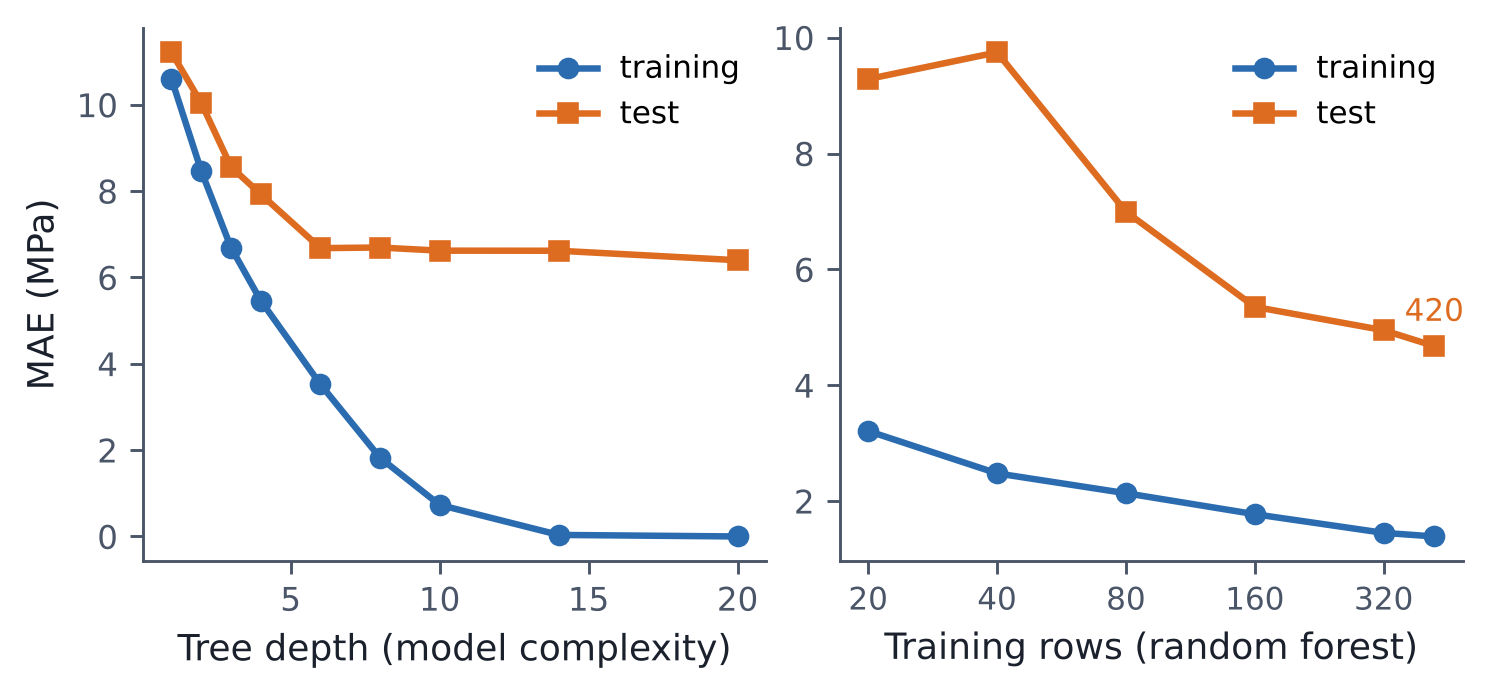 MAE (MPa)
10
8
6
4
2
0
training
test
5 10 15 20
Tree depth (model complexity)
10
8
6
4
2
training
test
420
20 40 80 160 320
Training rows (random forest)